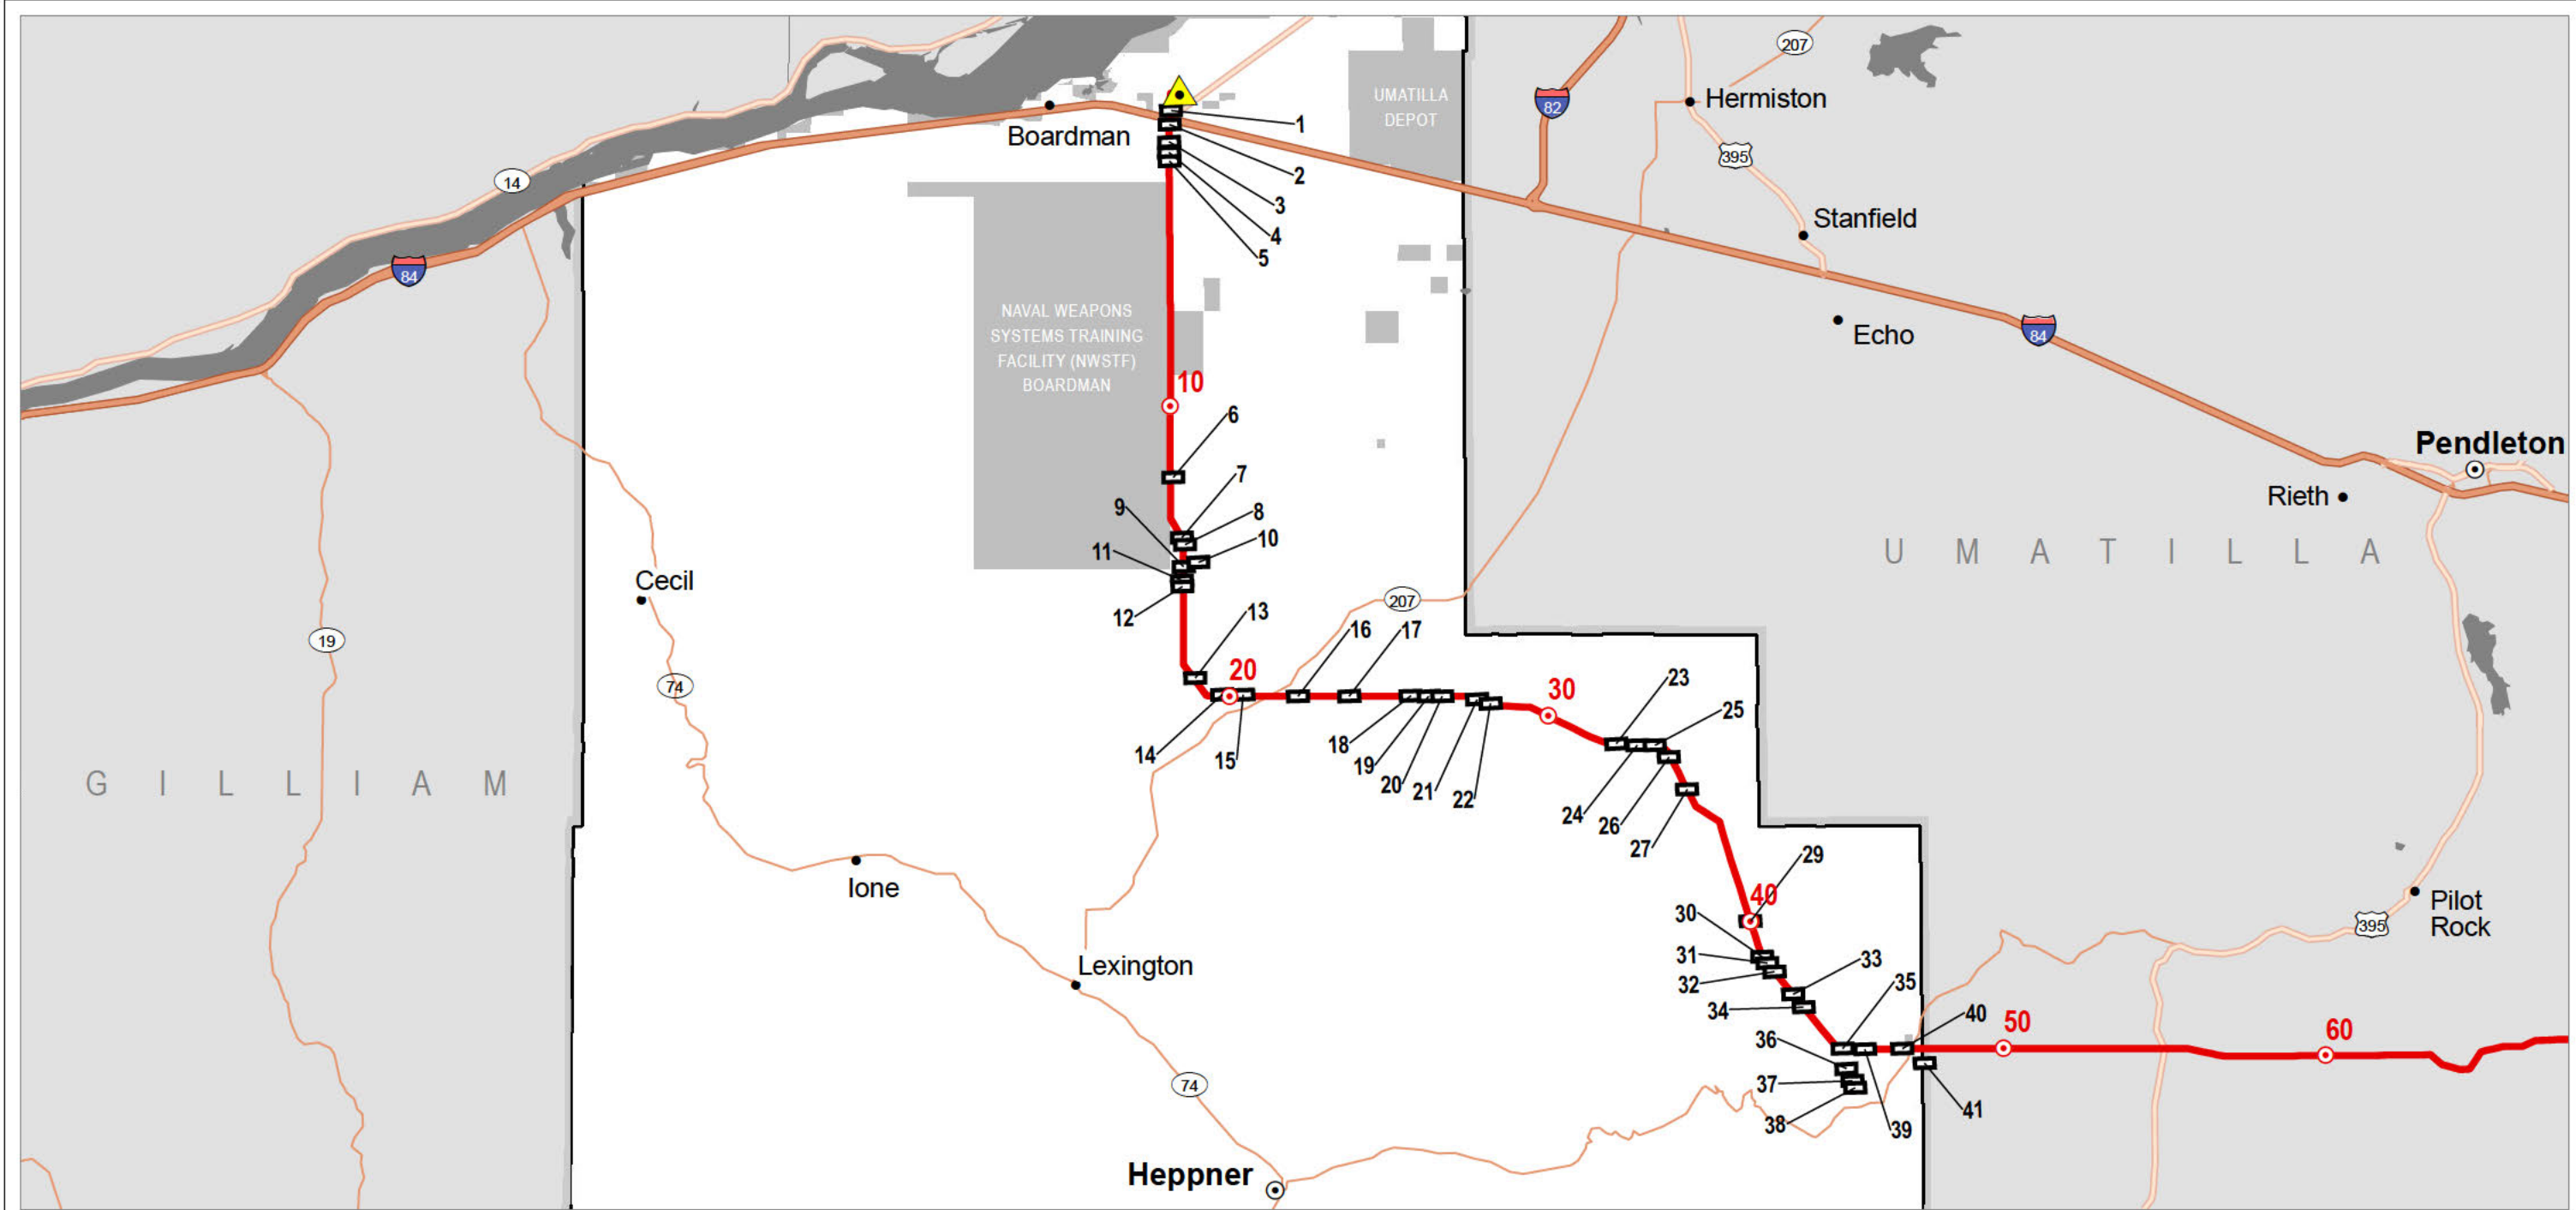 207
UMATILLA
DEPOT
82
Hermiston
1
Boardman
395
2
14
3
Stanfield
4
5
84
NAVAL WEAPONS
SYSTEMS TRAINING
FACILITY (NWSTF)
BOARDMAN
Echo
84
10
6
Pendleton
7
Rieth
9
8
10
11
UMATILLA
Cecil
207
12
13
16
17
19
20
23
74
30
25
18
14
15
19
20
21
22
24
26
27
GILLIAM
29
Ione
40
30
Pilot
Rock
395
31
33
Lexington
32
35
34
40
50
60
36
74
37
41
38
39
Heppner